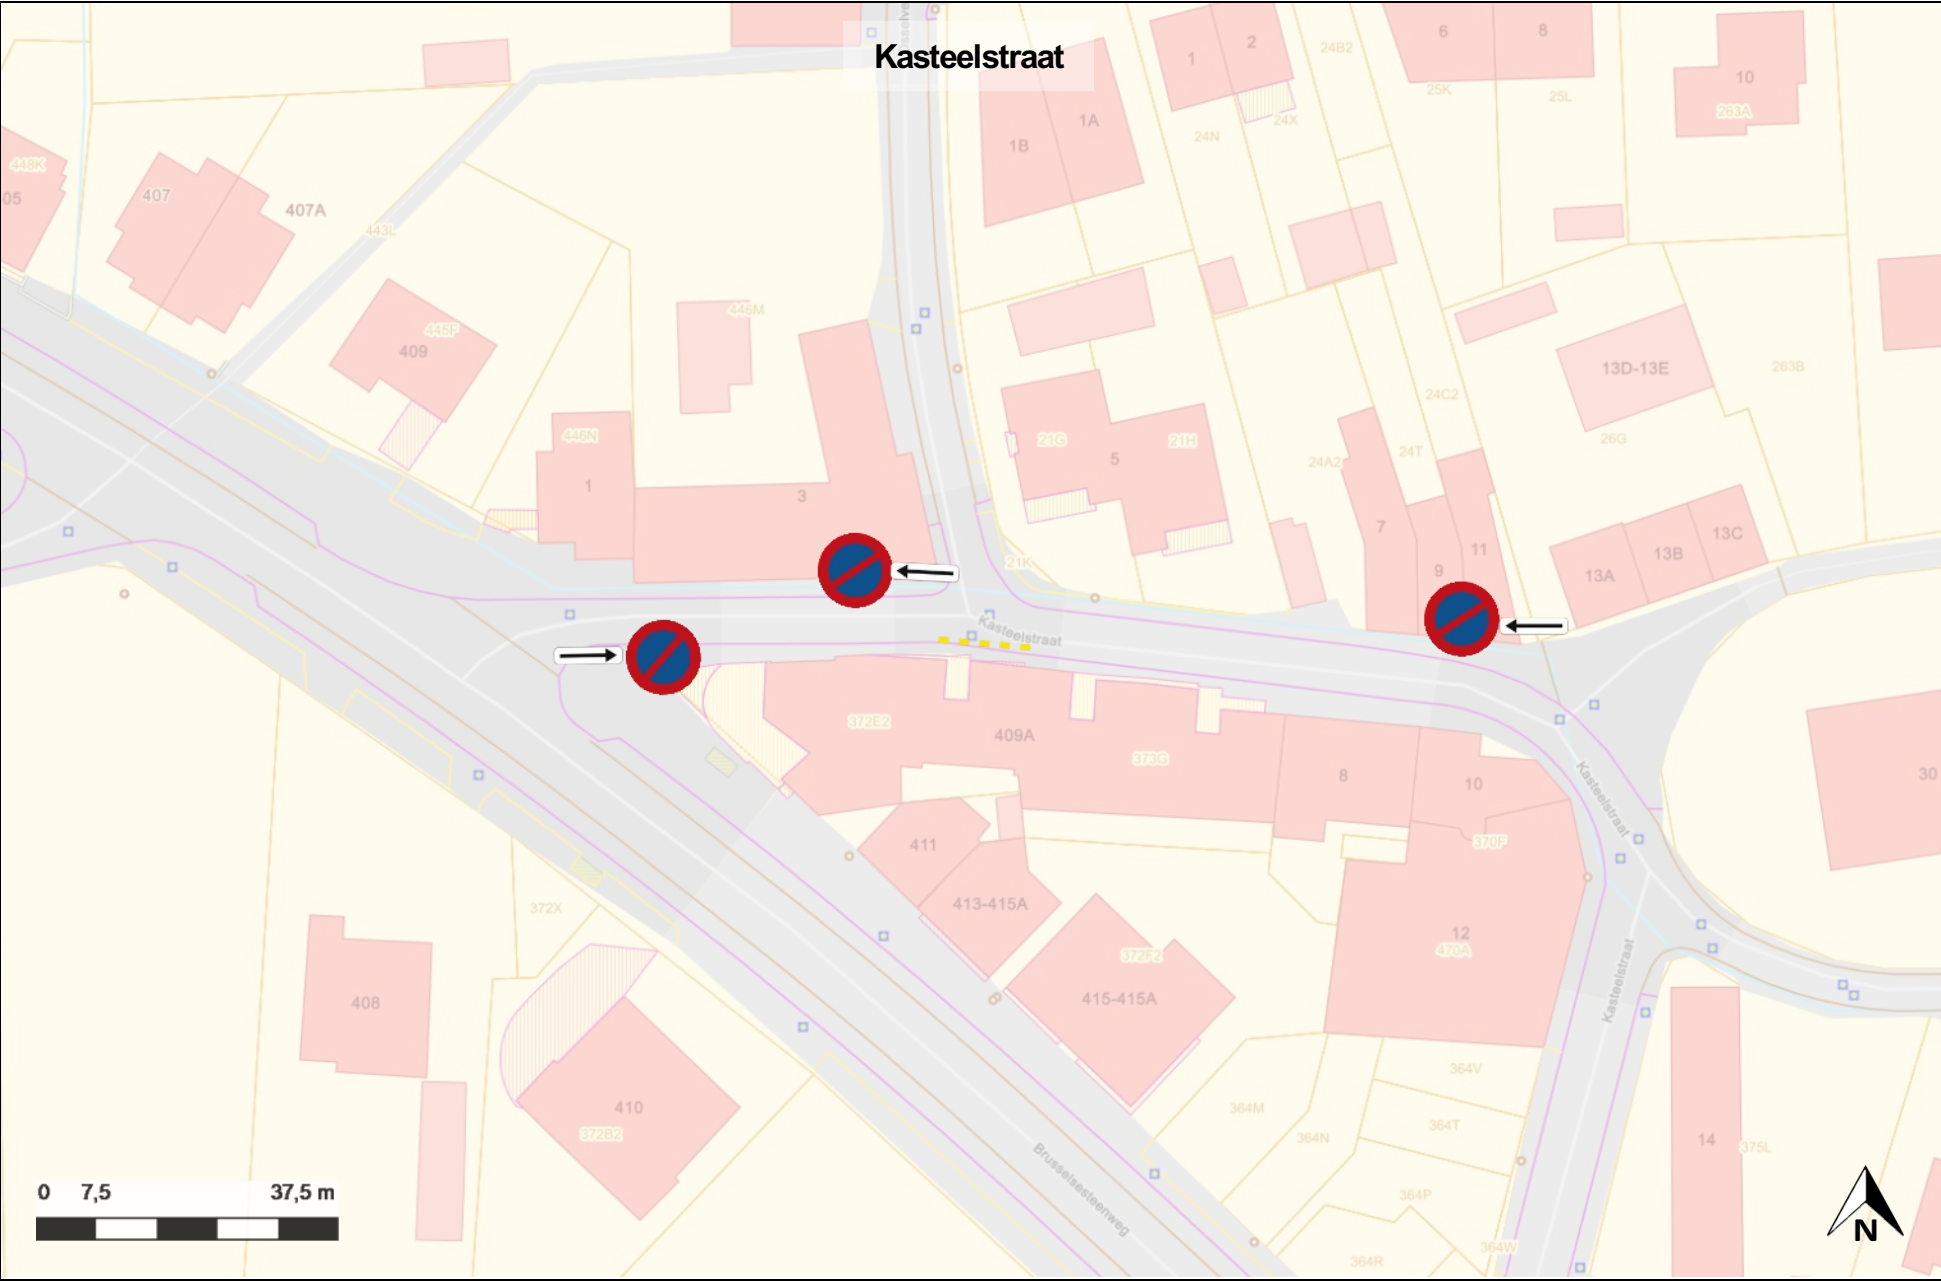 Kasteelstraat
1
2
24B2
6
8
10
263A
25K
25L
24N
24X
1B
1A
448K
05
407
407A
443L
445F
409
446M
446N
1
3
21G
21H
5
21K
24A2
24T
24C2
13D-13E
263B
26G
7
9
11
13A
13B
13C
Kasteelstraat
372E2
409A
373G
8
10
370F
30
Kasteelstraat
411
413-415A
372X
372F2
415-415A
12
470A
Kasteelstraat
408
410
372B2
364V
364M
364N
364T
364P
364W
364R
14
375L
Brusselsesteenweg
0 7,5 37,5 m
N